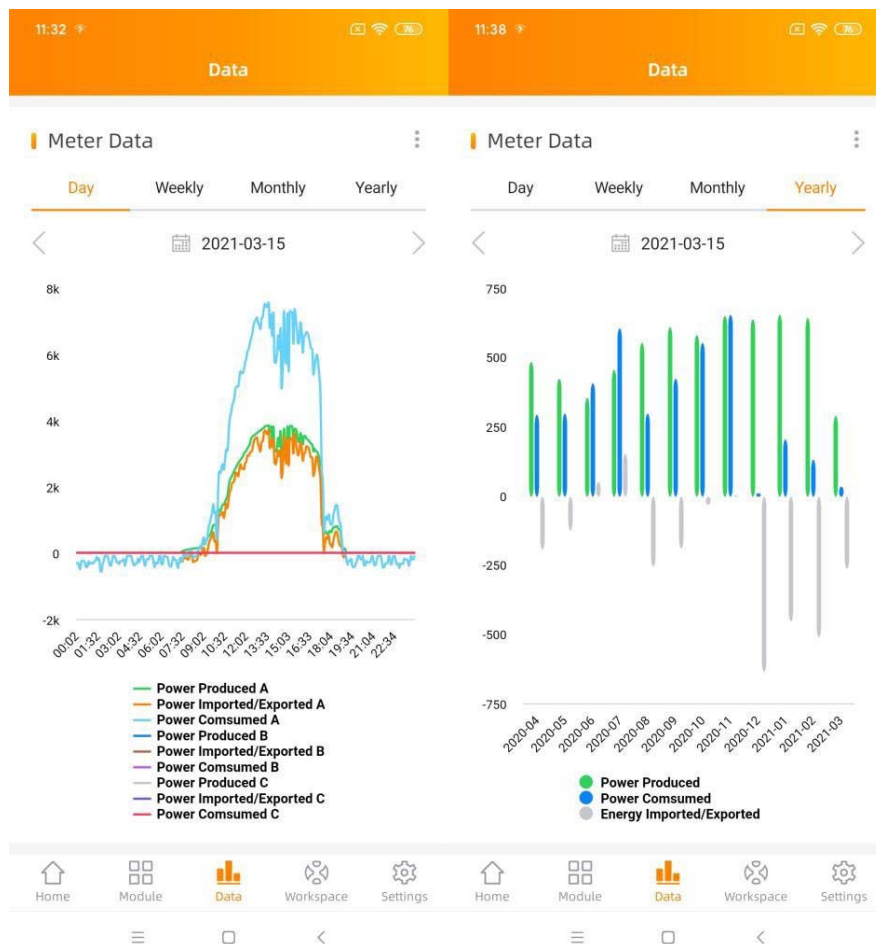 11:32
76
Data
Meter Data
Day Weekly Monthly Yearly
2021-03-15
8k
6k
4k
2k
0
-2k
00:02 01:32 03:02 04:32 06:02 07:32 09:02 10:32 12:02 13:33 15:03 16:33 18:04 19:34 21:04 22:34
Power Produced A
Power Imported/Exported A
Power Comsumed A
Power Produced B
Power Imported/Exported B
Power Comsumed B
Power Produced C
Power Imported/Exported C
Power Comsumed C
Home Module Data Workspace Settings
11:38
76
Data
Meter Data
Day Weekly Monthly Yearly
2021-03-15
750
500
250
0
-250
-500
-750
2020-04 2020-05 2020-06 2020-07 2020-08 2020-09 2020-10 2020-11 2020-12 2021-01 2021-02 2021-03
Power Produced
Power Comsumed
Energy Imported/Exported
Home Module Data Workspace Settings